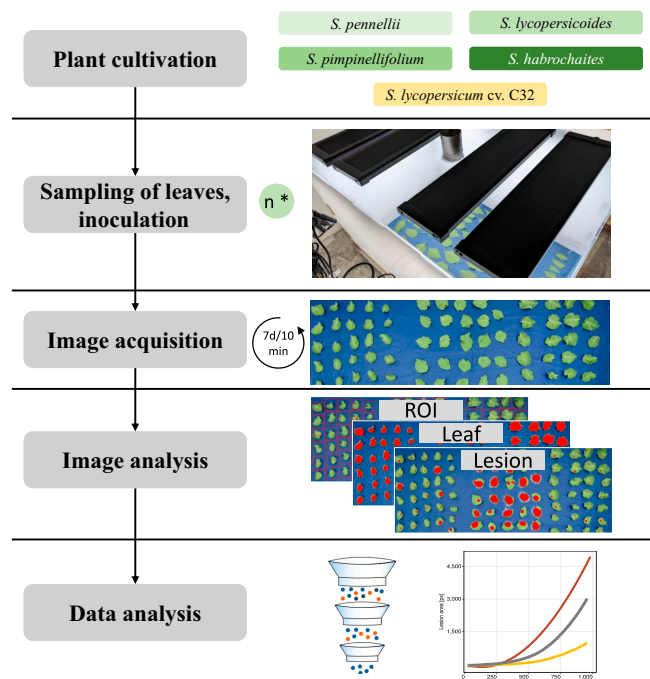 Plant cultivation
S. pennellii
S. lycopersicoides
S. pimpinellifolium
S. habrochaites
S. lycopersicum cv. C32
Sampling of leaves,
inoculation
n *
Image acquisition
7d/10
min
Image analysis
ROI
Leaf
Lesion
Data analysis
Lesion area [px]
4,500
3,000
1,500
0
250
500
750
1,000